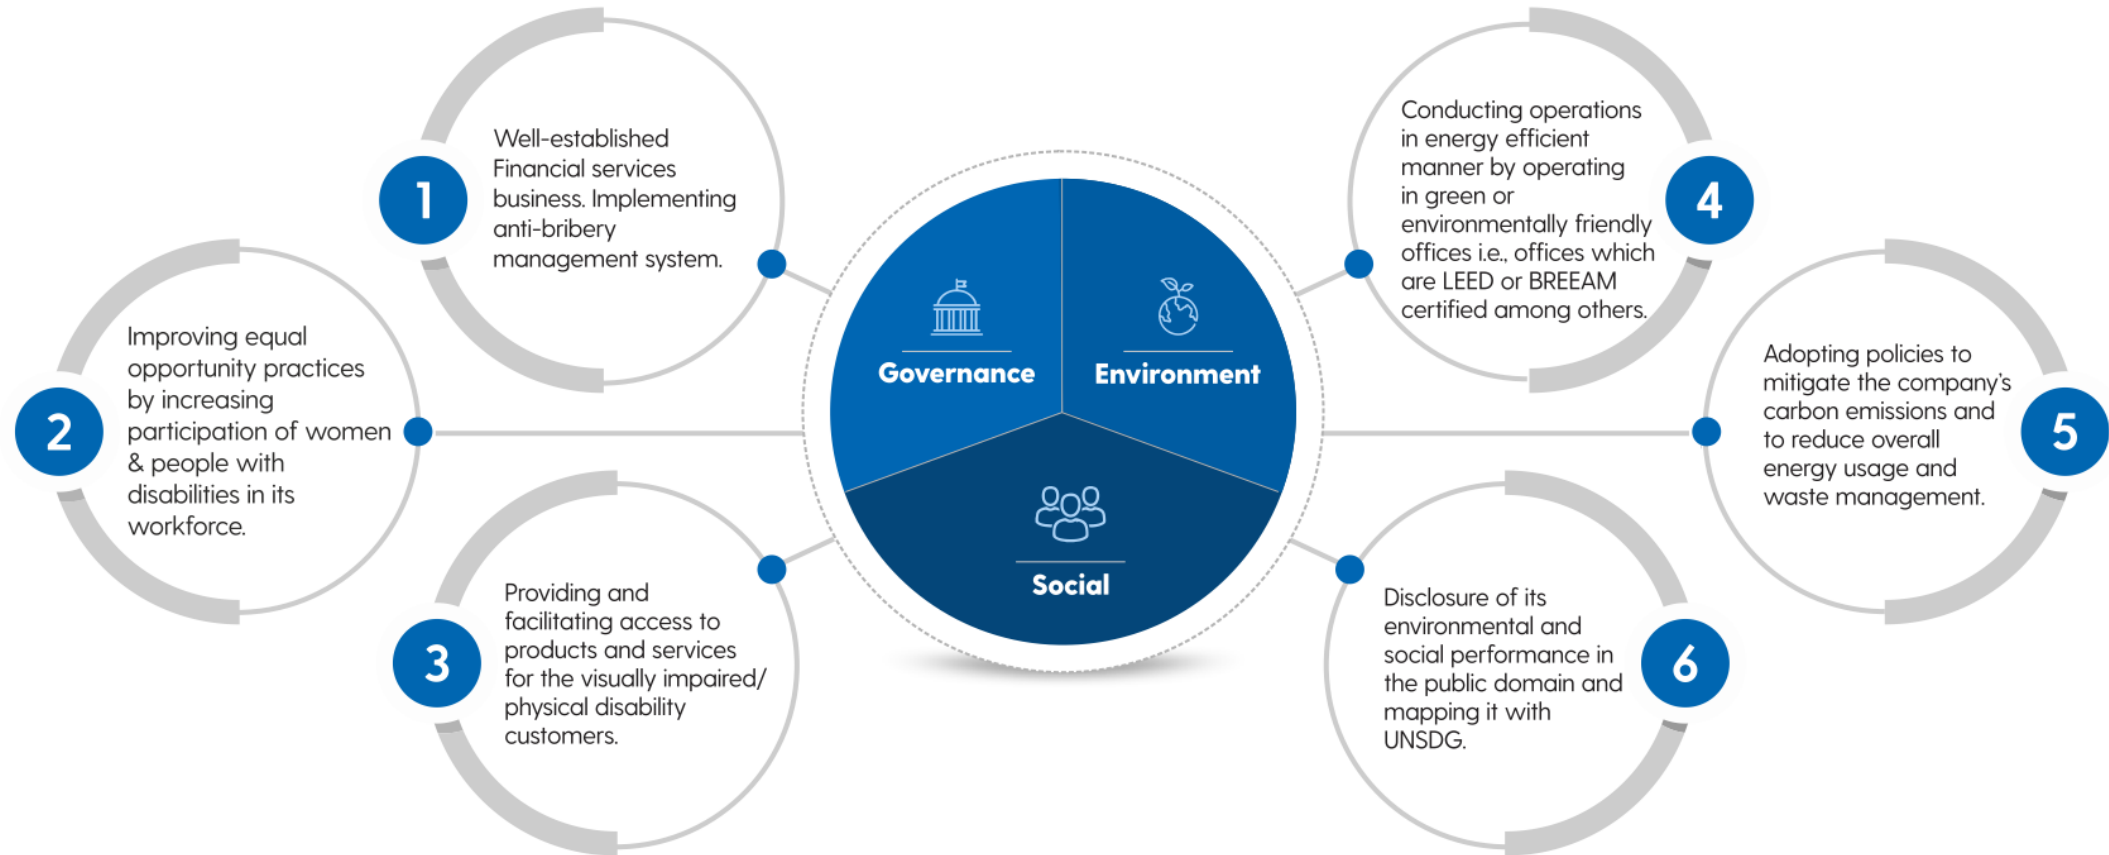 1
Well-established
Financial services
business. Implementing
anti-bribery
management system.
2
Improving equal
opportunity practices
by increasing
participation of women
& people with
disabilities in its
workforce.
3
Providing and
facilitating access to
products and services
for the visually impaired/
physical disability
customers.
Governance
Environment
Social
4
Conducting operations
in energy efficient
manner by operating
in green or
environmentally friendly
offices i.e., offices which
are LEED or BREEAM
certified among others.
5
Adopting policies to
mitigate the company's
carbon emissions and
to reduce overall
energy usage and
waste management.
6
Disclosure of its
environmental and
social performance in
the public domain and
mapping it with
UNSDG.